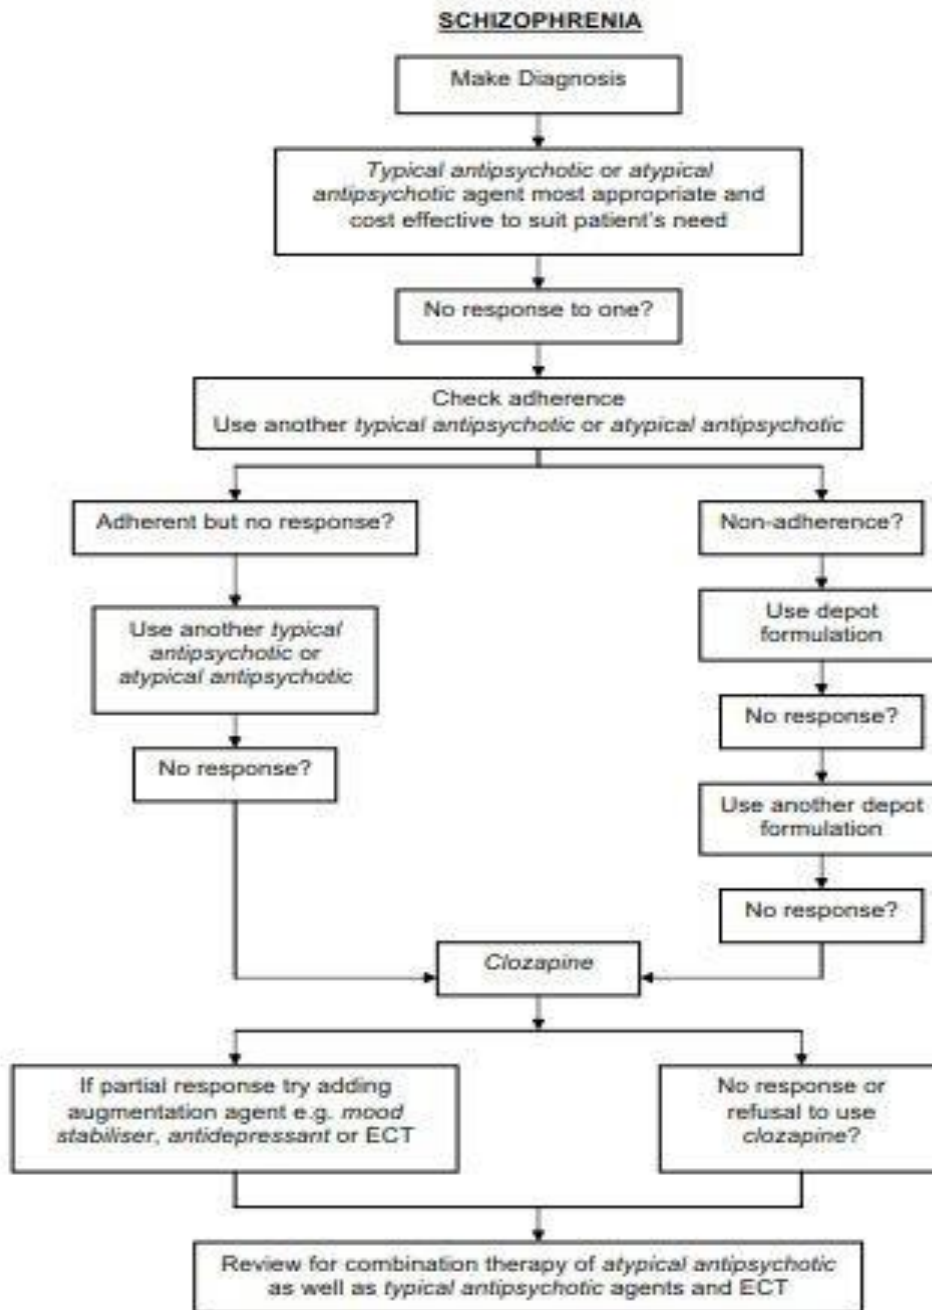 SCHIZOPHRENIA
Make Diagnosis
Typical antipsychotic or atypical
antipsychotic agent most appropriate and
cost effective to suit patient's need
No response to one?
Check adherence
Use another typical antipsychotic or atypical antipsychotic
Adherent but no response?
Use another typical
antipsychotic or
atypical antipsychotic
No response?
Non-adherence?
Use depot
formulation
No response?
Use another depot
formulation
No response?
Clozapine
If partial response try adding
augmentation agent e.g. mood
stabiliser, antidepressant or ECT
No response or
refusal to use
clozapine?
Review for combination therapy of atypical antipsychotic
as well as typical antipsychotic agents and ECT